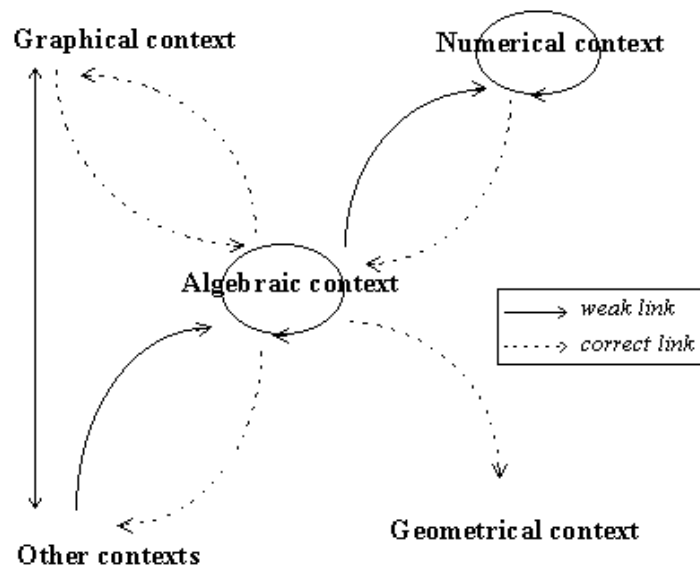 Graphical context
Numerical context
Algebraic context
weak link
correct link
Geometrical context
Other contexts